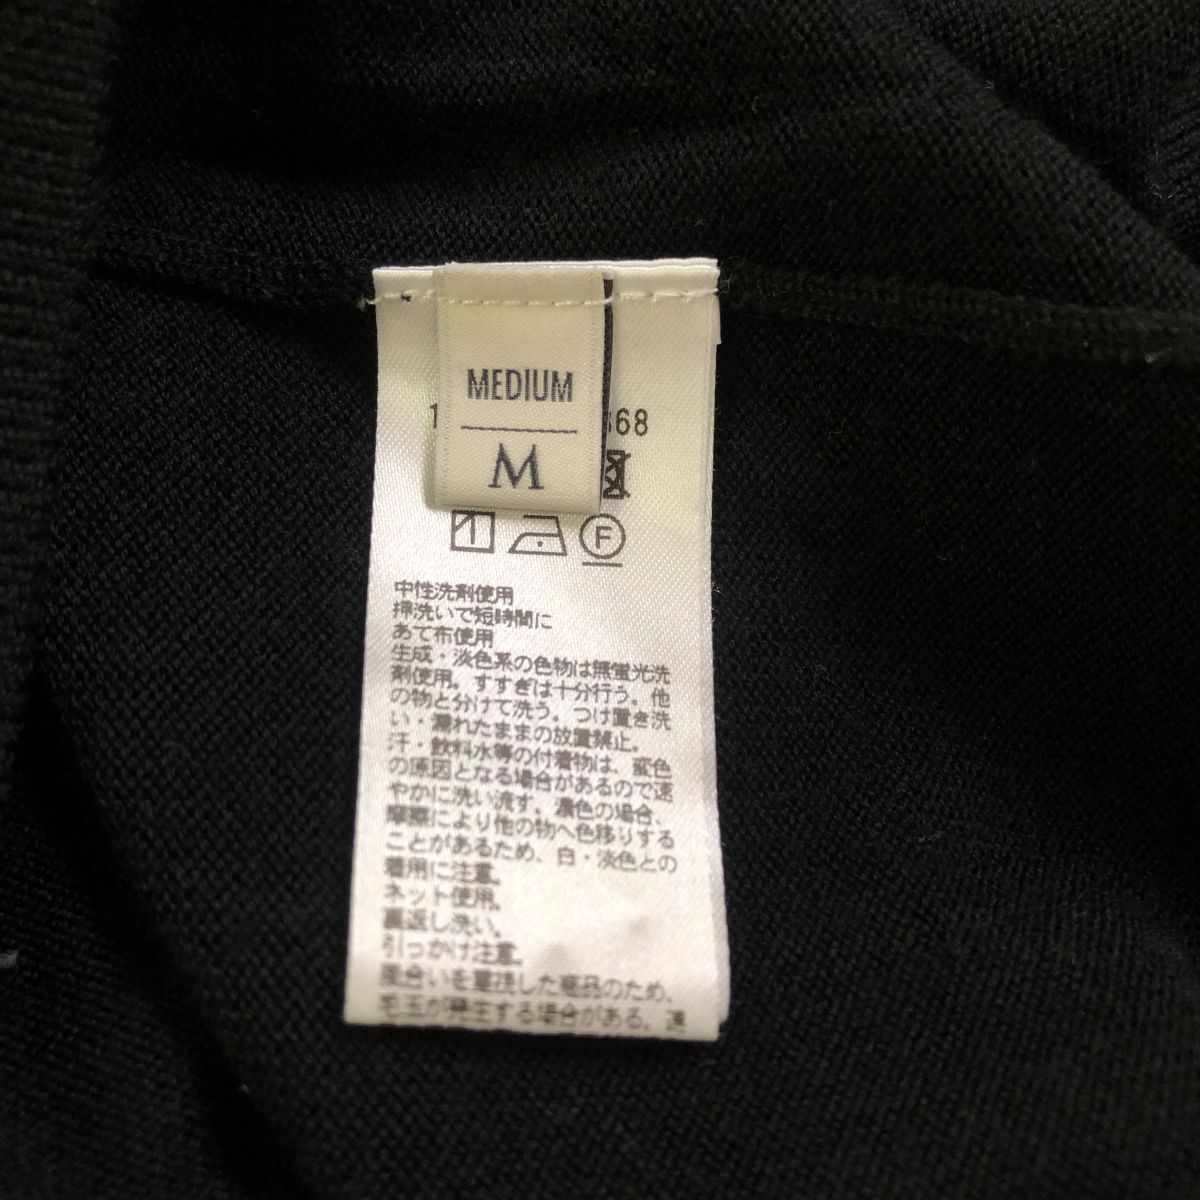 MEDIUM
M
68
F
中性洗剤使用
押洗いで短時間に
あて布使用
生成・淡色系の色物は無蛍光洗
剤使用。すすぎは十分行う。他
の物と分けて洗う。つけ置き洗
い・濡れたままの放置禁止。
汗・飲料水等の付着物は、変色
の原因となる場合があるので速
やかに洗い流す。濃色の場合、
摩擦により他の物へ色移りする
ことがあるため、白・淡色との
着用に注意。
ネット使用。
裏返し洗い。
引っかけ注意。
風合いを重視した商品のため、
毛玉が発生する場合がある。